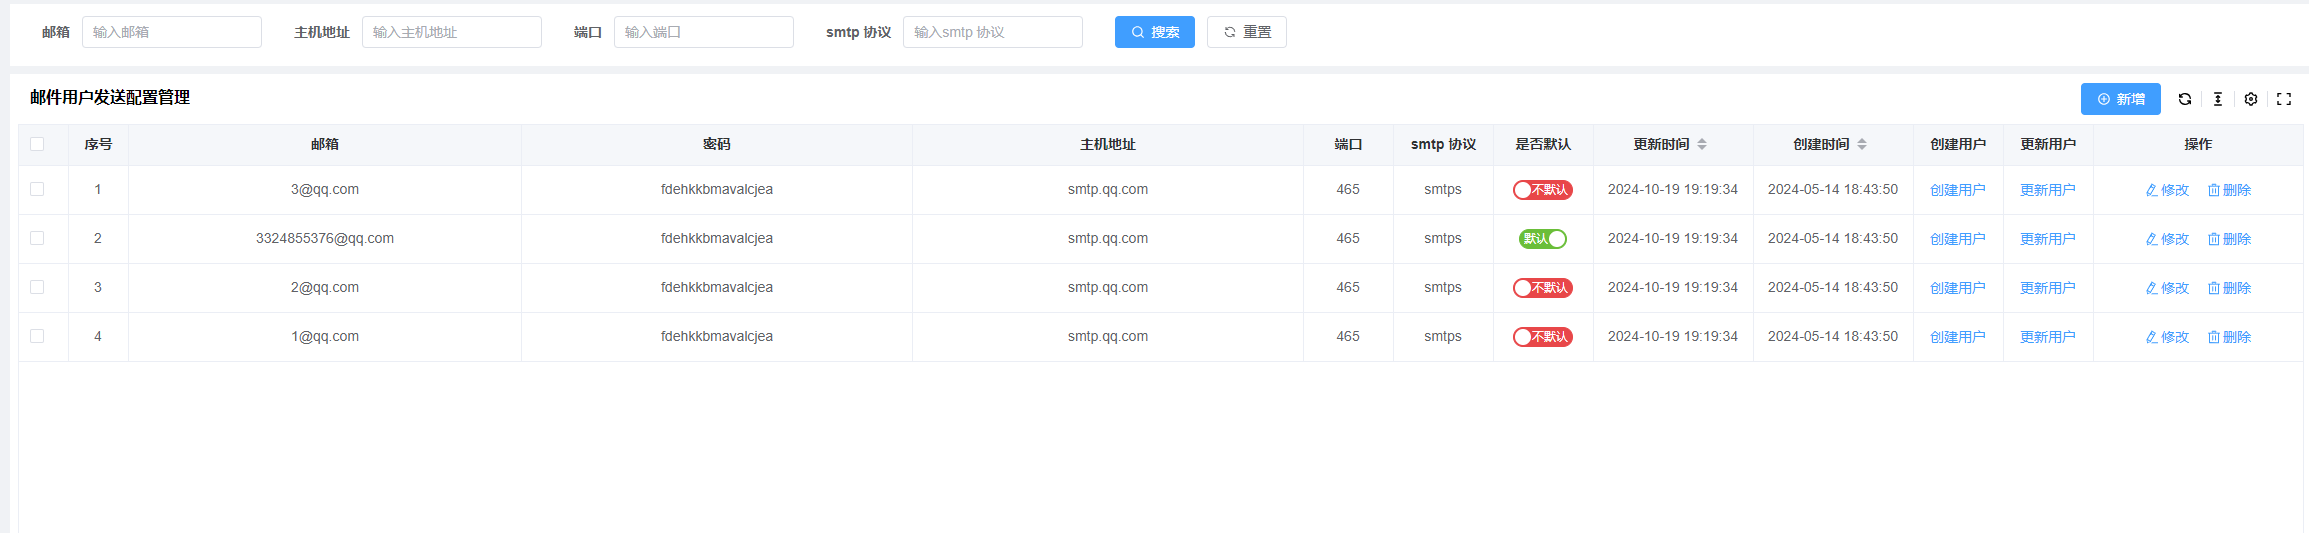 邮箱 输入邮箱 主机地址 输入主机地址 端口 输入端口 smtp 协议 输入smtp 协议 搜索 重置
邮件用户发送配置管理 新增
序号 邮箱 密码 主机地址 端口 smtp 协议 是否默认 更新时间 创建时间 创建用户 更新用户 操作
1 3@qq.com fdehkkbmavalcjea smtp.qq.com 465 smtps 不默认 2024-10-19 19:19:34 2024-05-14 18:43:50 创建用户 更新用户 修改 删除
2 3324855376@qq.com fdehkkbmavalcjea smtp.qq.com 465 smtps 默认 2024-10-19 19:19:34 2024-05-14 18:43:50 创建用户 更新用户 修改 删除
3 2@qq.com fdehkkbmavalcjea smtp.qq.com 465 smtps 不默认 2024-10-19 19:19:34 2024-05-14 18:43:50 创建用户 更新用户 修改 删除
4 1@qq.com fdehkkbmavalcjea smtp.qq.com 465 smtps 不默认 2024-10-19 19:19:34 2024-05-14 18:43:50 创建用户 更新用户 修改 删除